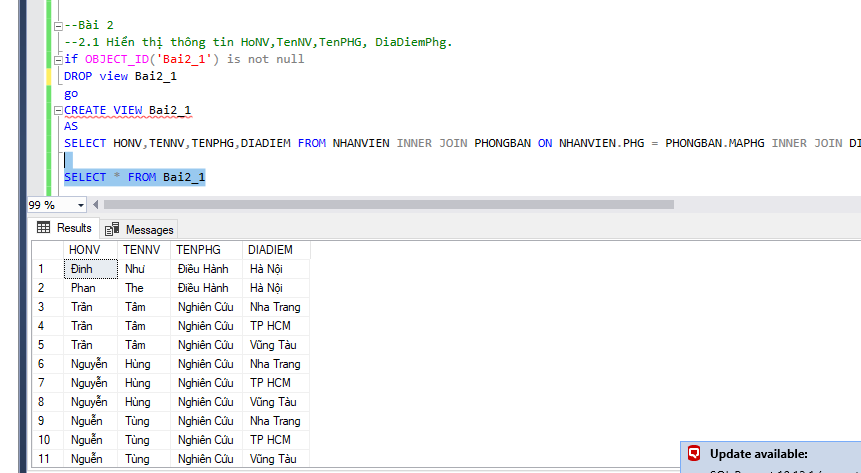 --Bài 2
--2.1 Hiển thị thông tin HoNV,TenNV,TenPHG, DiaDiemPhg.
if OBJECT_ID('Bai2_1') is not null
DROP view Bai2_1
go
CREATE VIEW Bai2_1
AS
SELECT HONV,TENNV,TENPHG,DIADIEM FROM NHANVIEN INNER JOIN PHONGBAN ON NHANVIEN.PHG = PHONGBAN.MAPHG INNER JOIN DI
SELECT * FROM Bai2_1
99 %
Results Messages
HONV TENNV TENPHG DIADIEM
1 Đinh Như Điều Hành Hà Nội
2 Phan The Điều Hành Hà Nội
3 Trần Tâm Nghiên Cứu Nha Trang
4 Trần Tâm Nghiên Cứu TP HCM
5 Trần Tâm Nghiên Cứu Vũng Tàu
6 Nguyễn Hùng Nghiên Cứu Nha Trang
7 Nguyễn Hùng Nghiên Cứu TP HCM
8 Nguyễn Hùng Nghiên Cứu Vũng Tàu
9 Nguễn Tùng Nghiên Cứu Nha Trang
10 Nguễn Tùng Nghiên Cứu TP HCM
11 Nguễn Tùng Nghiên Cứu Vũng Tàu
Update available: